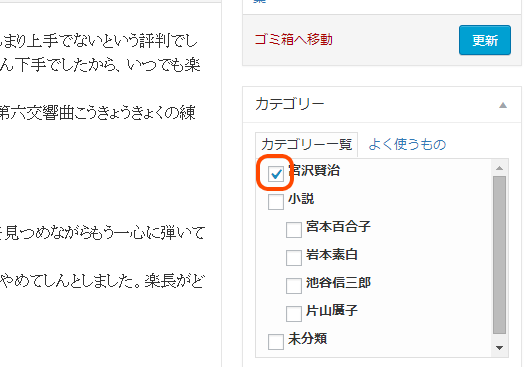 まり上手でないという評判でし
ん下手でしたから、いつでも楽
第六交響曲こうきょうきょくの練
見つめながらもう一心に弾いて
やめてしんとしました。楽長がど
ゴミ箱へ移動
更新
カテゴリー
カテゴリー一覧
よく使うもの
宮沢賢治
小説
宮本百合子
岩本素白
池谷信三郎
片山廣子
未分類